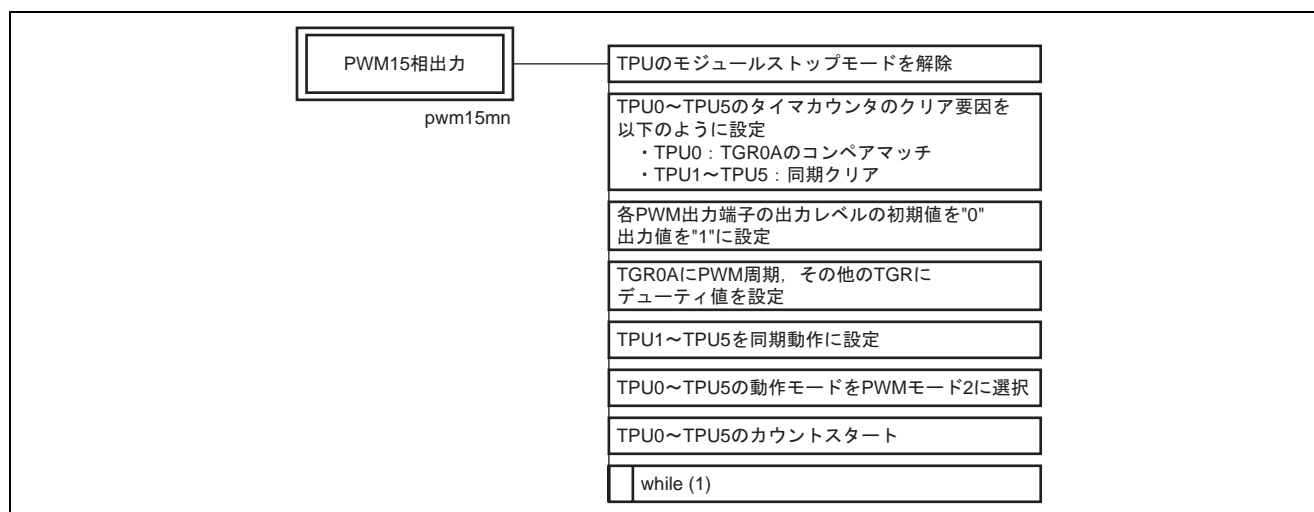 PWM15相出力
pwm15mn
TPUのモジュールストップモードを解除
TPU0～TPU5のタイマカウンタのクリア要因を
以下のように設定
・TPU0：TGR0Aのコンペアマッチ
・TPU1～TPU5：同期クリア
各PWM出力端子の出力レベルの初期値を"0"
出力値を"1"に設定
TGR0AにPWM周期，その他のTGRに
デューティ値を設定
TPU1～TPU5を同期動作に設定
TPU0～TPU5の動作モードをPWMモード2に選択
TPU0～TPU5のカウントスタート
while (1)